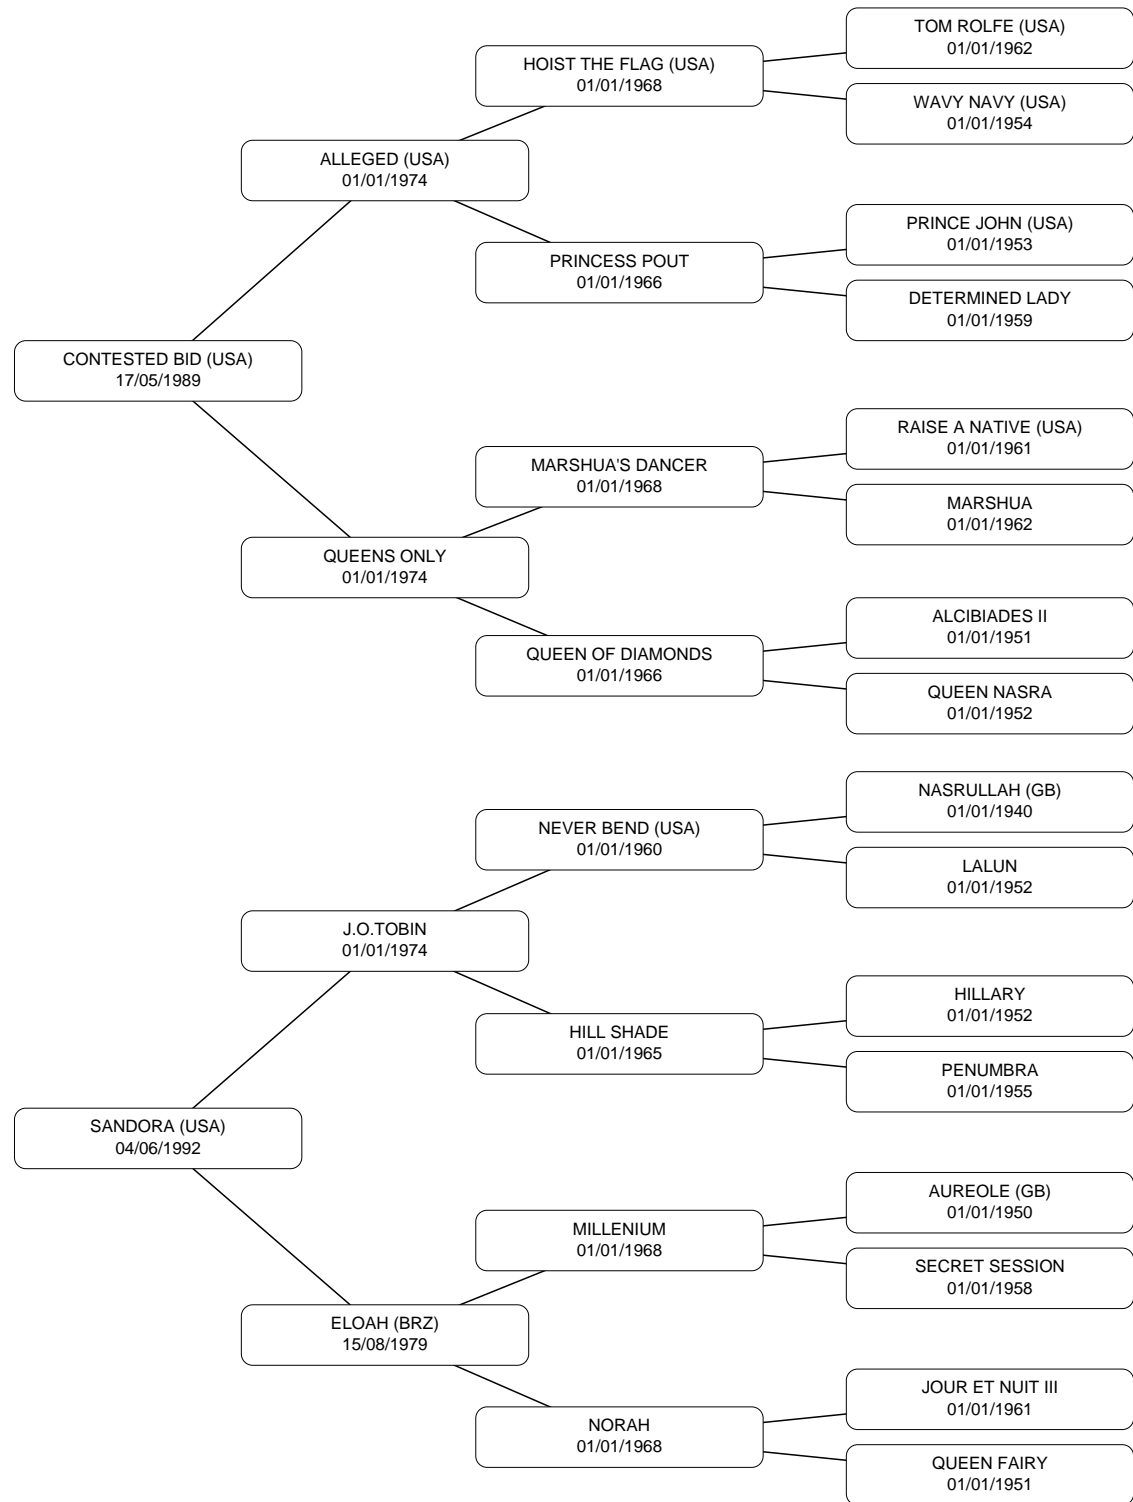 TOM ROLFE (USA)
01/01/1962
HOIST THE FLAG (USA)
01/01/1968
WAVY NAVY (USA)
01/01/1954
ALLEGED (USA)
01/01/1974
PRINCE JOHN (USA)
01/01/1953
PRINCESS POUT
01/01/1966
DETERMINED LADY
01/01/1959
CONTESTED BID (USA)
17/05/1989
RAISE A NATIVE (USA)
01/01/1961
MARSHUA'S DANCER
01/01/1968
MARSHUA
01/01/1962
QUEENS ONLY
01/01/1974
ALCIBIADES II
01/01/1951
QUEEN OF DIAMONDS
01/01/1966
QUEEN NASRA
01/01/1952
NASRULLAH (GB)
01/01/1940
NEVER BEND (USA)
01/01/1960
LALUN
01/01/1952
J.O.TOBIN
01/01/1974
HILLARY
01/01/1952
HILL SHADE
01/01/1965
PENUMBRA
01/01/1955
SANDORA (USA)
04/06/1992
AUREOLE (GB)
01/01/1950
MILLENIUM
01/01/1968
SECRET SESSION
01/01/1958
ELOAH (BRZ)
15/08/1979
JOUR ET NUIT III
01/01/1961
NORAH
01/01/1968
QUEEN FAIRY
01/01/1951